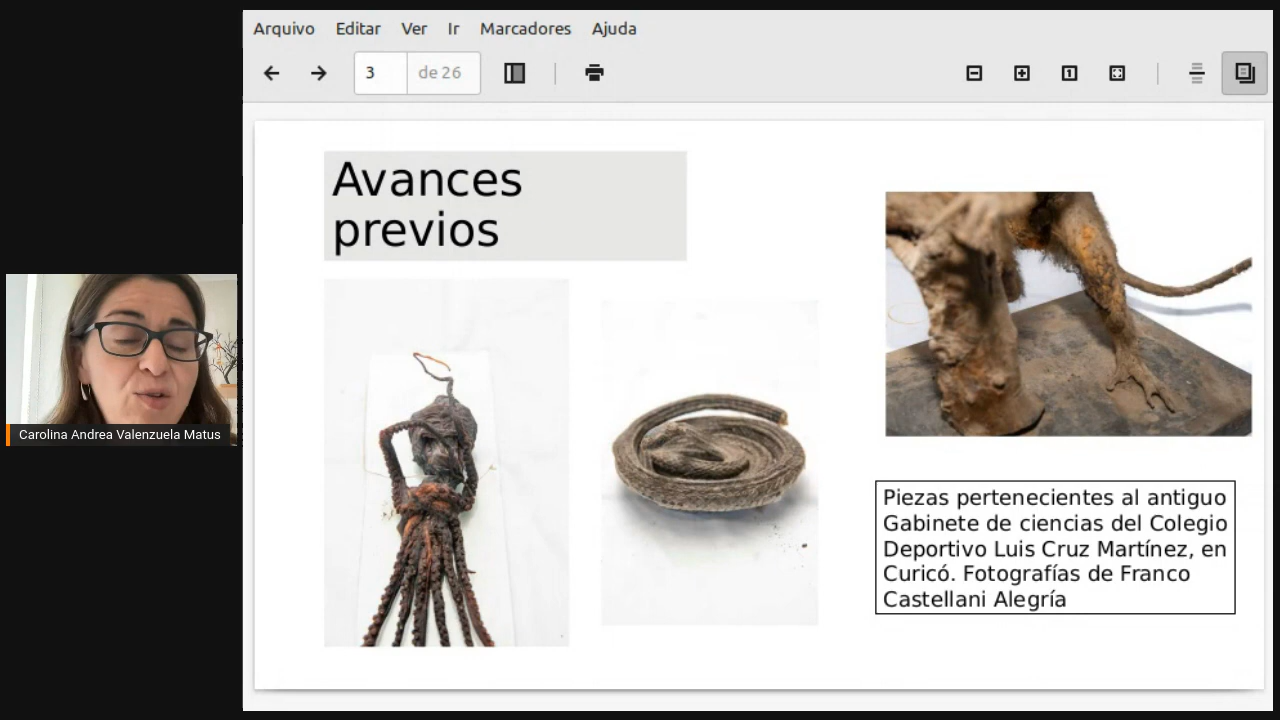 Arquivo Editar Ver Ir Marcadores Ajuda
3 de 26
1
Avances
previos
Piezas pertenecientes al antiguo
Gabinete de ciencias del Colegio
Deportivo Luis Cruz Martínez, en
Curicó. Fotografías de Franco
Castellani Alegría
Carolina Andrea Valenzuela Matus